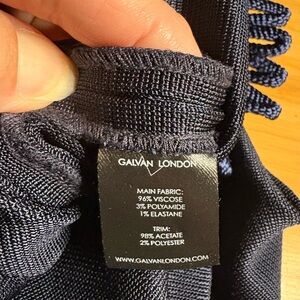 GALVAN LONDON
MAIN FABRIC:
96% VISCOSE
3% POLYAMIDE
1% ELASTANE
TRIM:
98% ACETATE
2% POLYESTER
WWW.GALVANLONDON.COM